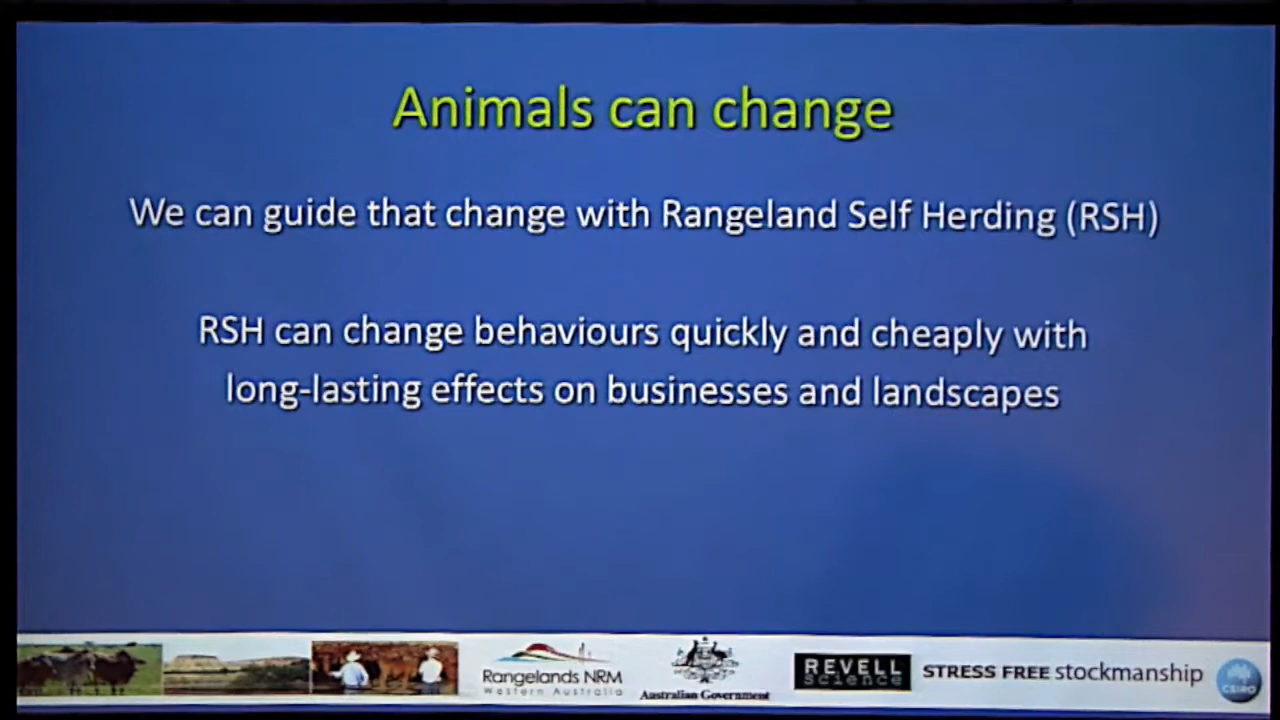 Animals can change
We can guide that change with Rangeland Self Herding (RSH)
RSH can change behaviours quickly and cheaply with
long-lasting effects on businesses and landscapes
Rangelands NRM
Western Australia
Australian Government
REVELL
Science
STRESS FREE stockmanship
CSIRO